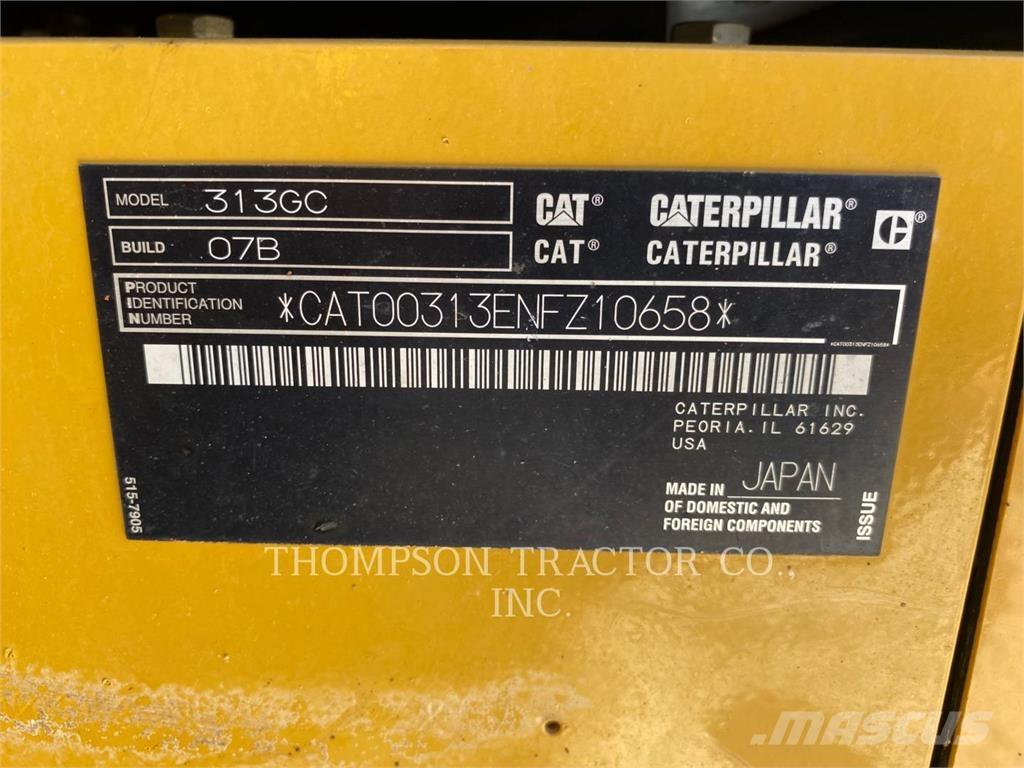 MODEL 313GC
BUILD 07B
CAT® CATERPILLAR®
CAT® CATERPILLAR®
PRODUCT
IDENTIFICATION
NUMBER
*CAT00313ENFZ10658*
*CAT00313ENFZ10658*
CATERPILLAR INC.
PEORIA. IL 61629
USA
MADE IN JAPAN
OF DOMESTIC AND
FOREIGN COMPONENTS
515-7905
ISSUE
THOMPSON TRACTOR CO.,
INC.
MASCUS